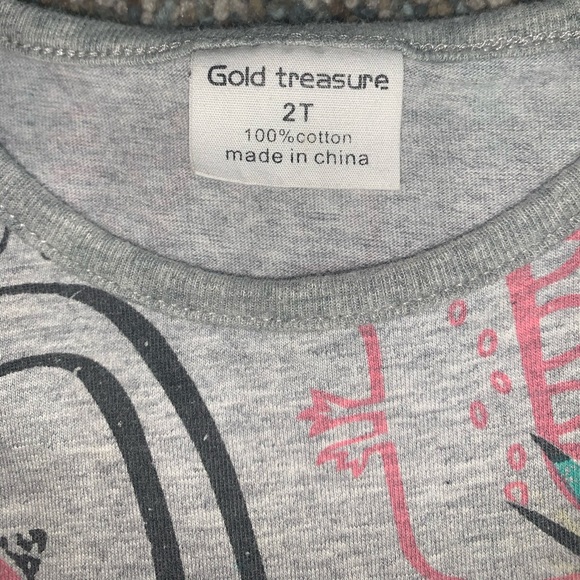 Gold treasure
2T
100%cotton
made in china